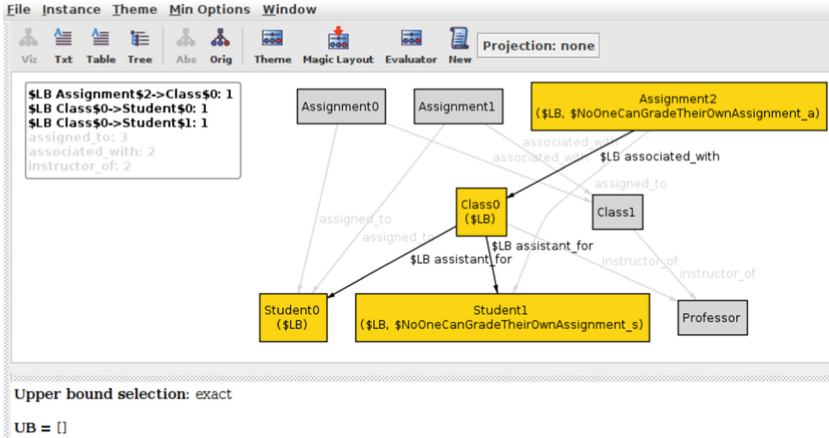 File Instance Theme Min Options Window
Viz Txt Table Tree Abs Orig Theme Magic Layout Evaluator New Projection: none
$LB Assignment$2->Class$0: 1
$LB Class$0->Student$0: 1
$LB Class$0->Student$1: 1
assigned_to: 3
associated_with: 2
instructor_of: 2
Assignment0
Assignment1
Assignment2
($LB, $NoOneCanGradeTheirOwnAssignment_a)
associated_with
associated_with
$LB associated_with
assigned_to
Class0
($LB)
Class1
assigned_to
assigned_to
$LB assistant_for
$LB assistant_for
instructor_of
instructor_of
Student0
($LB)
Student1
($LB, $NoOneCanGradeTheirOwnAssignment_s)
Professor
Upper bound selection: exact
UB = []